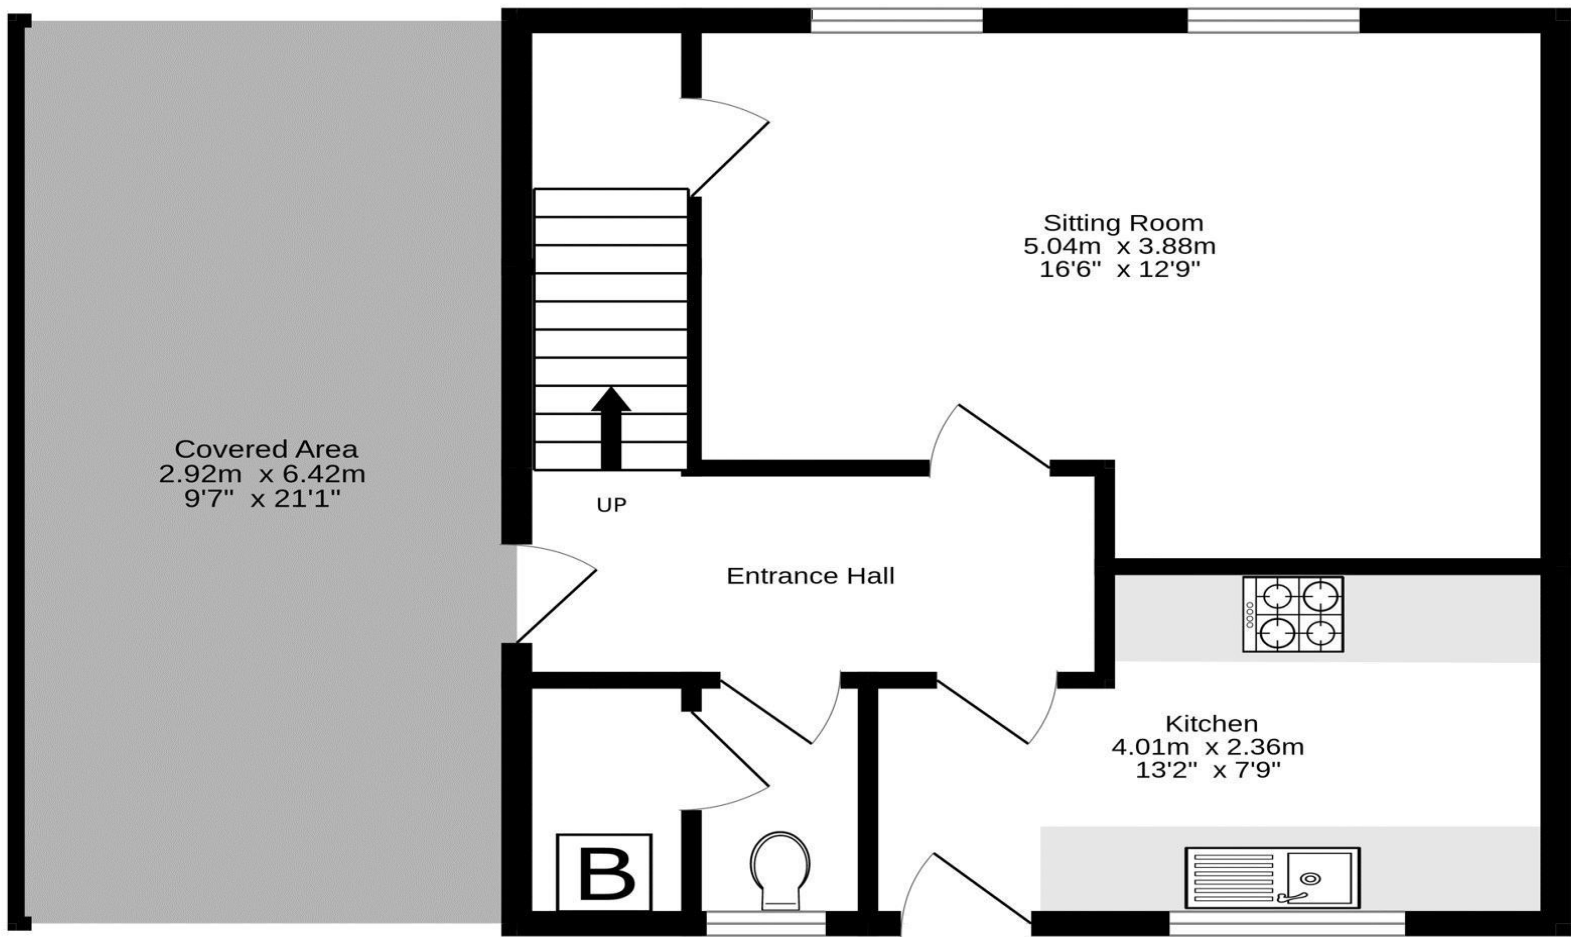 Sitting Room
5.04m x 3.88m
16'6" x 12'9"
Covered Area
2.92m x 6.42m
9'7" x 21'1"
UP
Entrance Hall
Kitchen
4.01m x 2.36m
13'2" x 7'9"
B